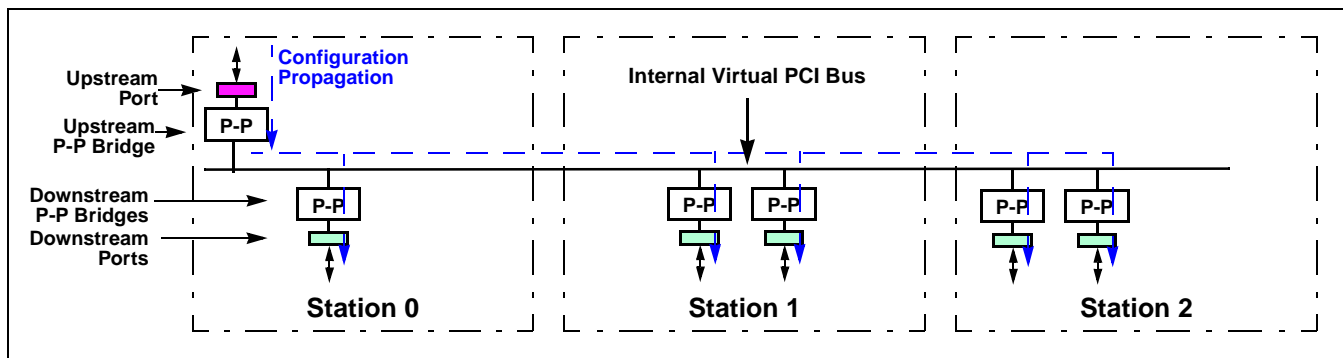 Configuration
Propagation
Upstream
Port
Internal Virtual PCI Bus
P-P
Upstream
P-P Bridge
Downstream
P-P Bridges
P-P
P-P
P-P
P-P
P-P
Downstream
Ports
Station 0
Station 1
Station 2